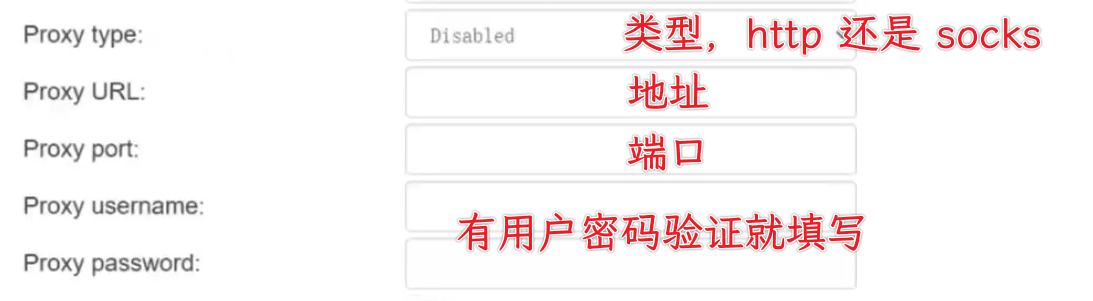 Proxy type: Disabled 类型，http 还是 socks
Proxy URL: 地址
Proxy port: 端口
Proxy username:
有用户密码验证就填写
Proxy password: